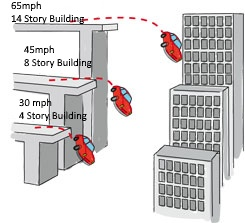 65mph
14 Story Building
45mph
8 Story Building
30 mph
4 Story Building